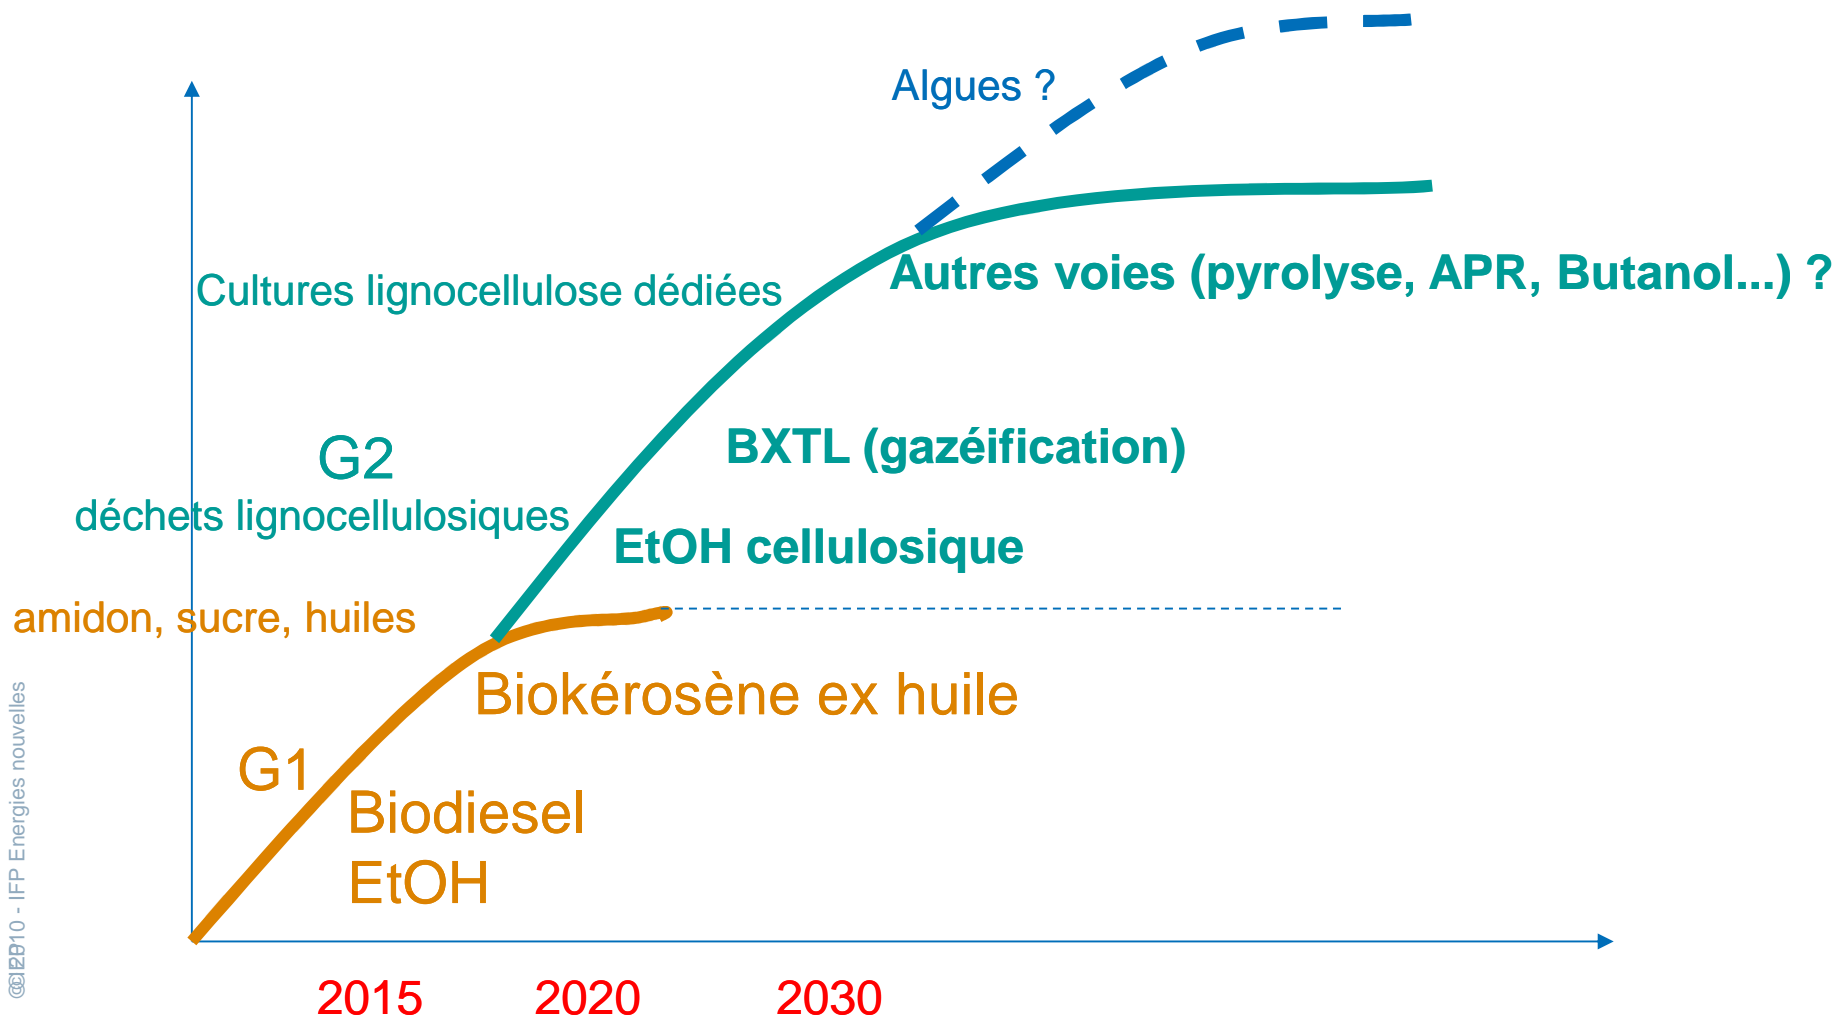 Algues ?
Autres voies (pyrolyse, APR, Butanol...) ?
Cultures lignocellulose dédiées
BXTL (gazéification)
G2
déchets lignocellulosiques
EtOH cellulosique
amidon, sucre, huiles
Biokérosène ex huile
G1
Biodiesel
EtOH
2015 2020 2030
10 - IFP Energies nouvelles